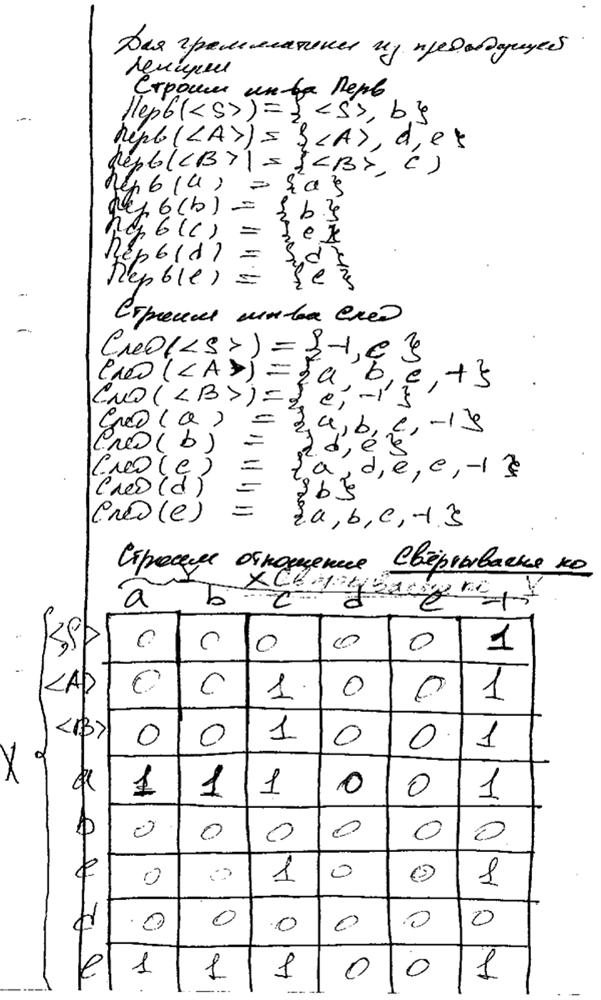 Для грамматики из предыдущей
лекции
Строим мн-ва Перв
Перв(<S>) = {<S>, b}
Перв(<A>) = {<A>, d, e}
Перв(<B>) = {<B>, c}
Перв(a) = {a}
Перв(b) = {b}
Перв(c) = {c}
Перв(d) = {d}
Перв(e) = {e}
Строим мн-ва След
След(<S>) = {⊣, c}
След(<A>) = {a, b, c, ⊣}
След(<B>) = {c, ⊣}
След(a) = {a, b, c, ⊣}
След(b) = {d, e}
След(c) = {a, d, e, c, ⊣}
След(d) = {b}
След(e) = {a, b, c, ⊣}
Строим отношение Свёртывается по
X Свёртывается по Y
a b c d e ⊣
<S> 0 0 0 0 0 1
<A> 0 0 1 0 0 1
<B> 0 0 1 0 0 1
X a 1 1 1 0 0 1
b 0 0 0 0 0 0
c 0 0 1 0 0 1
d 0 0 0 0 0 0
e 1 1 1 0 0 1